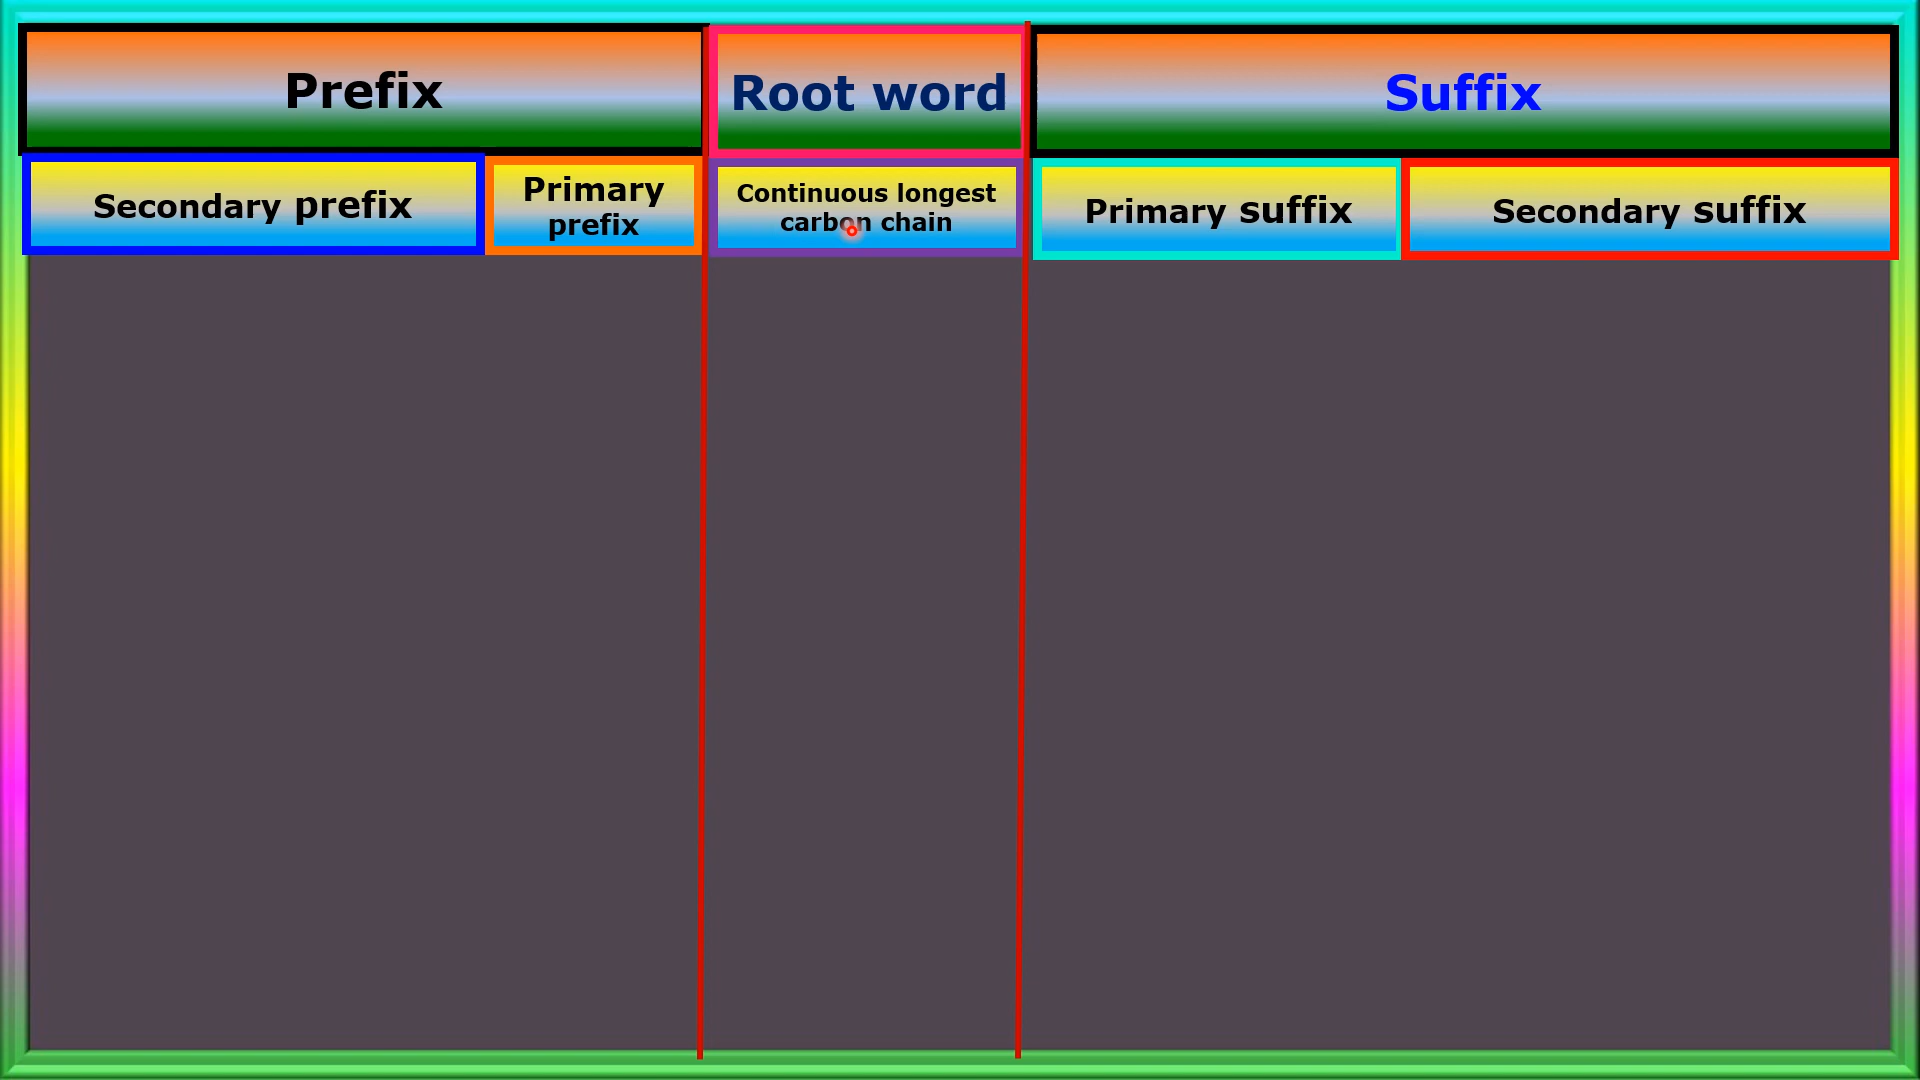 Prefix
Root word
Suffix
Secondary prefix
Primary
prefix
Continuous longest
carbon chain
Primary suffix
Secondary suffix